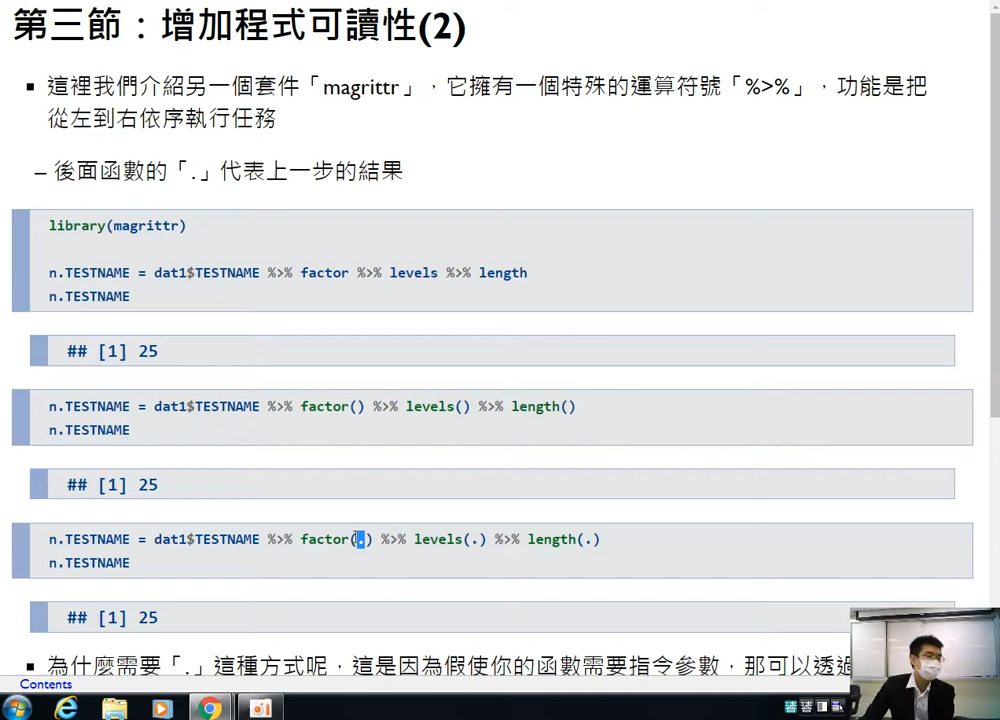 第三節：增加程式可讀性(2)
▪ 這裡我們介紹另一個套件「magrittr」，它擁有一個特殊的運算符號「%>%」，功能是把
從左到右依序執行任務
– 後面函數的「.」代表上一步的結果
library(magrittr)
n.TESTNAME = dat1$TESTNAME %>% factor %>% levels %>% length
n.TESTNAME
## [1] 25
n.TESTNAME = dat1$TESTNAME %>% factor() %>% levels() %>% length()
n.TESTNAME
## [1] 25
n.TESTNAME = dat1$TESTNAME %>% factor(.) %>% levels(.) %>% length(.)
n.TESTNAME
## [1] 25
▪ 為什麼需要「.」這種方式呢，這是因為假使你的函數需要指令參數，那可以透過
Contents